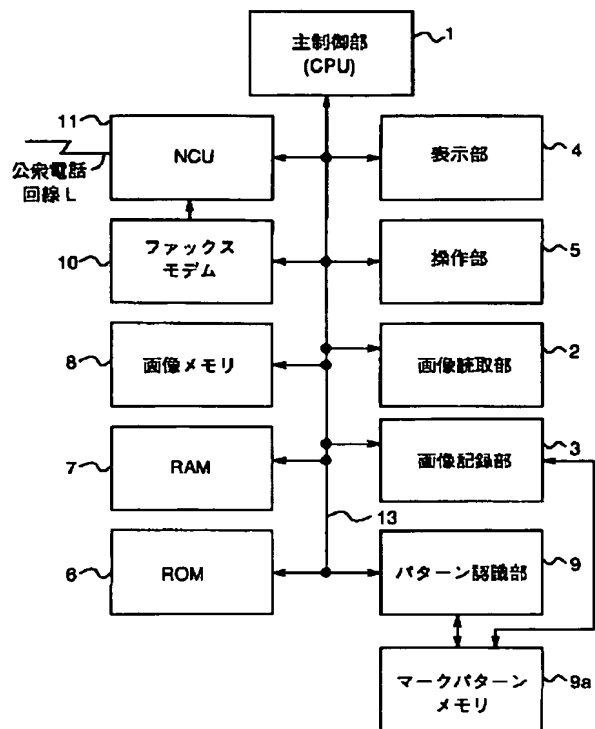 主制御部
(CPU)
1
11
NCU
公衆電話
回線 L
表示部
4
10
ファックス
モデム
操作部
5
8
画像メモリ
画像読取部
2
7
RAM
画像記録部
3
13
6
ROM
パターン認識部
9
マークパターン
メモリ
9a